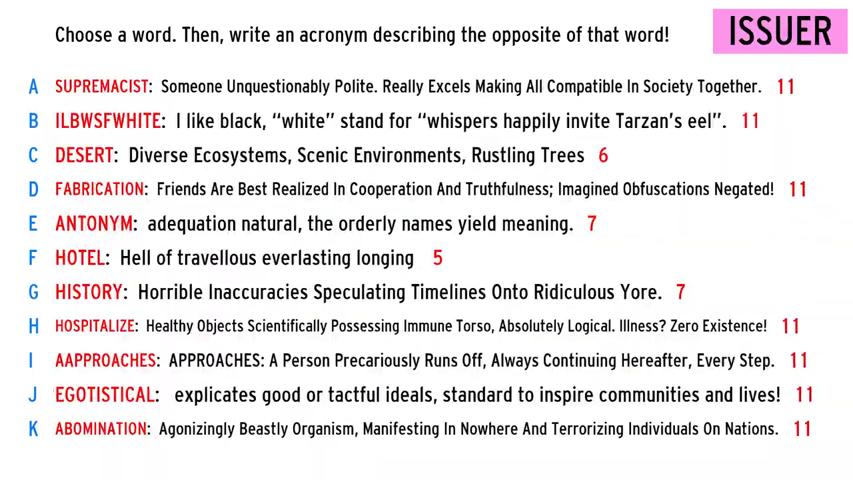 Choose a word. Then, write an acronym describing the opposite of that word!
ISSUER
A SUPREMACIST: Someone Unquestionably Polite. Really Excels Making All Compatible In Society Together. 11
B ILBWSFWHITE: I like black, “white” stand for “whispers happily invite Tarzan’s eel”. 11
C DESERT: Diverse Ecosystems, Scenic Environments, Rustling Trees 6
D FABRICATION: Friends Are Best Realized In Cooperation And Truthfulness; Imagined Obfuscations Negated! 11
E ANTONYM: adequation natural, the orderly names yield meaning. 7
F HOTEL: Hell of travellous everlasting longing 5
G HISTORY: Horrible Inaccuracies Speculating Timelines Onto Ridiculous Yore. 7
H HOSPITALIZE: Healthy Objects Scientifically Possessing Immune Torso, Absolutely Logical. Illness? Zero Existence! 11
I AAPPROACHES: APPROACHES: A Person Precariously Runs Off, Always Continuing Hereafter, Every Step. 11
J EGOTISTICAL: explicates good or tactful ideals, standard to inspire communities and lives! 11
K ABOMINATION: Agonizingly Beastly Organism, Manifesting In Nowhere And Terrorizing Individuals On Nations. 11